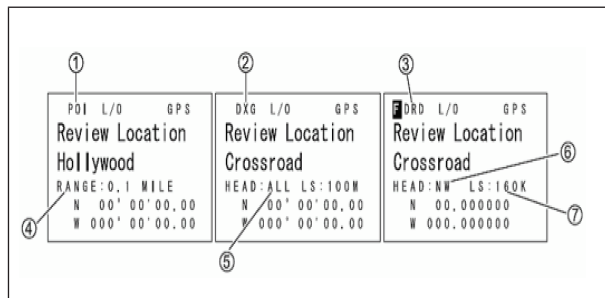 ① ② ③
POI L/O GPS
Review Location
Hollywood
RANGE:0.1 MILE
N 00°00'00.00
W 000°00'00.00
DXG L/O GPS
Review Location
Crossroad
HEAD:ALL LS:100M
N 00°00'00.00
W 000°00'00.00
F DRD L/O GPS
Review Location
Crossroad
HEAD:NW LS:160K
N 00.000000
W 000.000000
④ ⑤ ⑥ ⑦